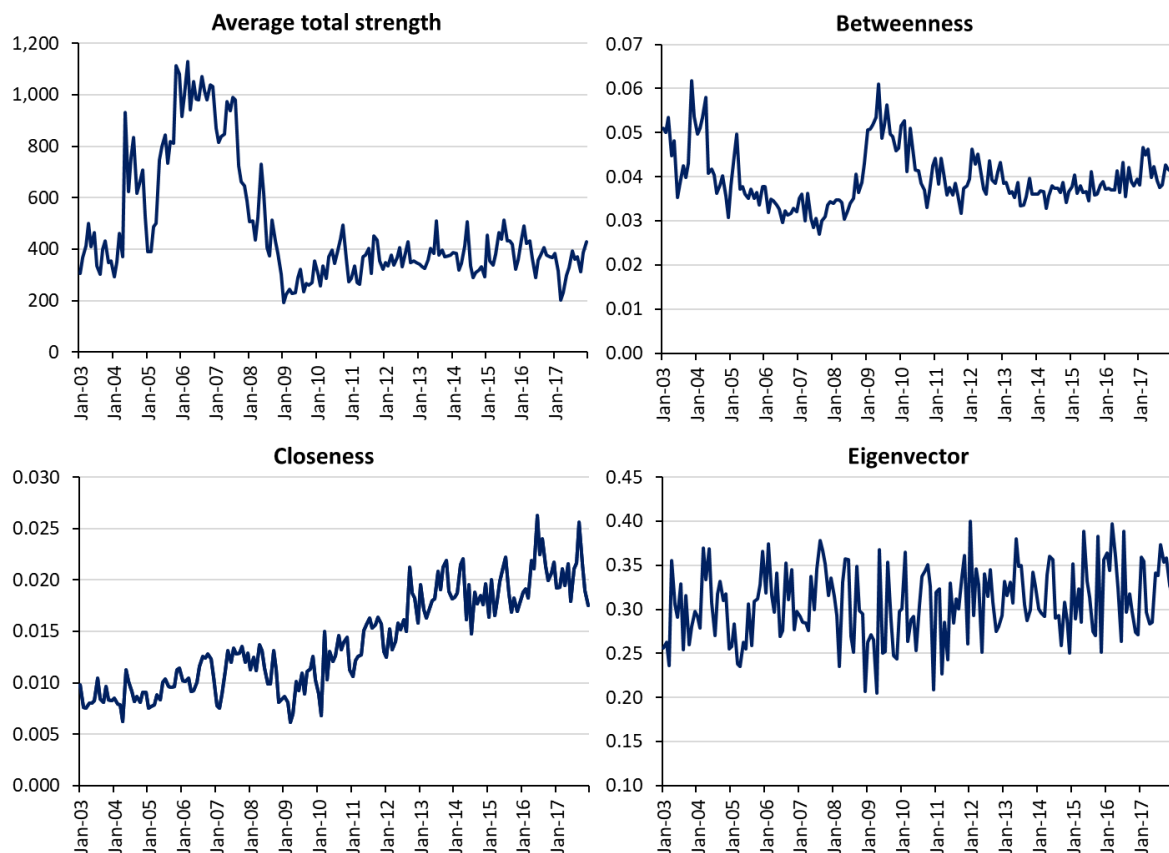 Average total strength
1,200
1,000
800
600
400
200
0
Jan-03
Jan-04
Jan-05
Jan-06
Jan-07
Jan-08
Jan-09
Jan-10
Jan-11
Jan-12
Jan-13
Jan-14
Jan-15
Jan-16
Jan-17
Betweenness
0.07
0.06
0.05
0.04
0.03
0.02
0.01
0.00
Jan-03
Jan-04
Jan-05
Jan-06
Jan-07
Jan-08
Jan-09
Jan-10
Jan-11
Jan-12
Jan-13
Jan-14
Jan-15
Jan-16
Jan-17
Closeness
0.030
0.025
0.020
0.015
0.010
0.005
0.000
Jan-03
Jan-04
Jan-05
Jan-06
Jan-07
Jan-08
Jan-09
Jan-10
Jan-11
Jan-12
Jan-13
Jan-14
Jan-15
Jan-16
Jan-17
Eigenvector
0.45
0.40
0.35
0.30
0.25
0.20
0.15
0.10
Jan-03
Jan-04
Jan-05
Jan-06
Jan-07
Jan-08
Jan-09
Jan-10
Jan-11
Jan-12
Jan-13
Jan-14
Jan-15
Jan-16
Jan-17